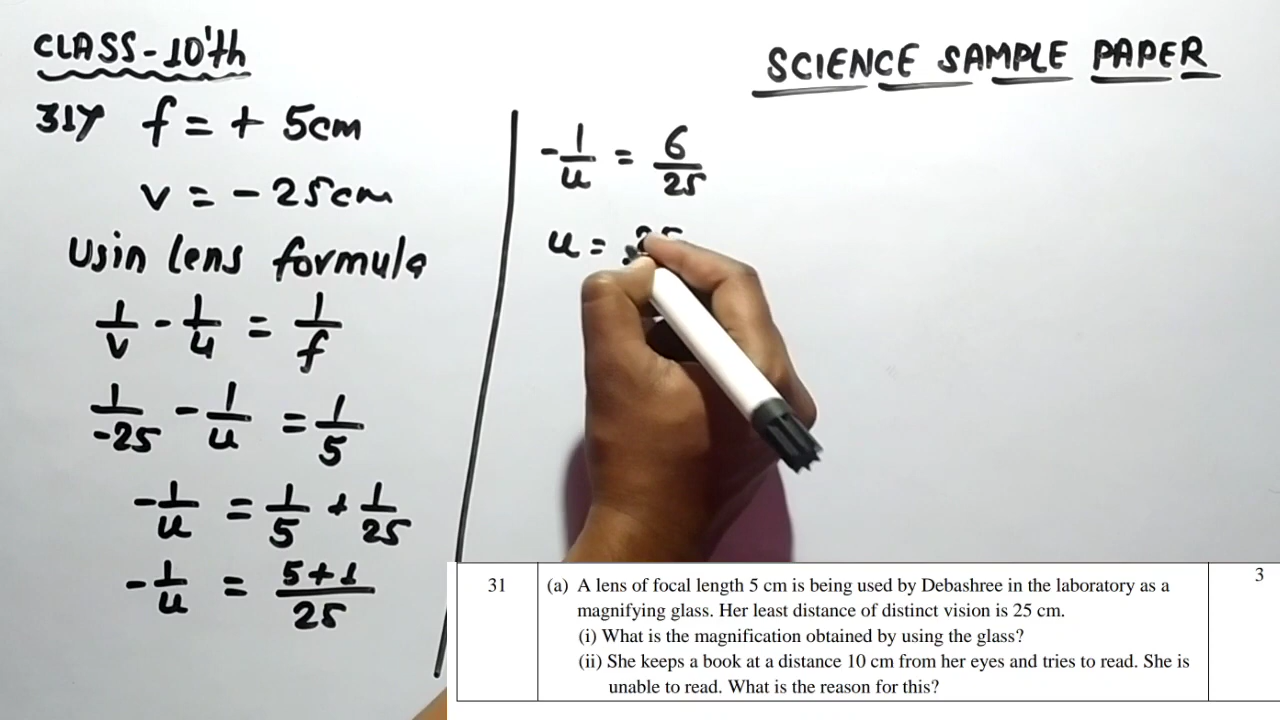 CLASS-10'th
SCIENCE SAMPLE PAPER
31) f = + 5cm
v = - 25cm
Usin lens formula
1/v - 1/u = 1/f
1/-25 - 1/u = 1/5
-1/u = 1/5 + 1/25
-1/u = 5+1/25
-1/u = 6/25
u =
31 (a) A lens of focal length 5 cm is being used by Debashree in the laboratory as a 3
magnifying glass. Her least distance of distinct vision is 25 cm.
(i) What is the magnification obtained by using the glass?
(ii) She keeps a book at a distance 10 cm from her eyes and tries to read. She is
unable to read. What is the reason for this?